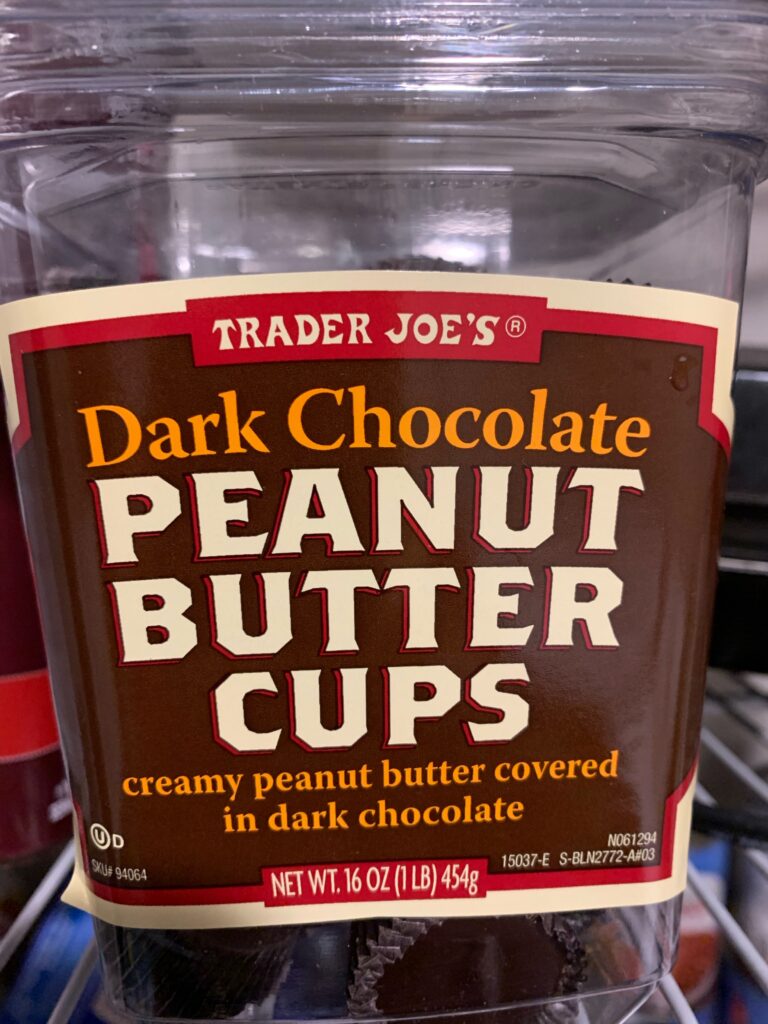 TRADER JOE'S®
Dark Chocolate
PEANUT
BUTTER
CUPS
creamy peanut butter covered
in dark chocolate
U D
SKU# 94064
NET WT. 16 OZ (1 LB) 454g
N061294
15037-E S-BLN2772-A#03